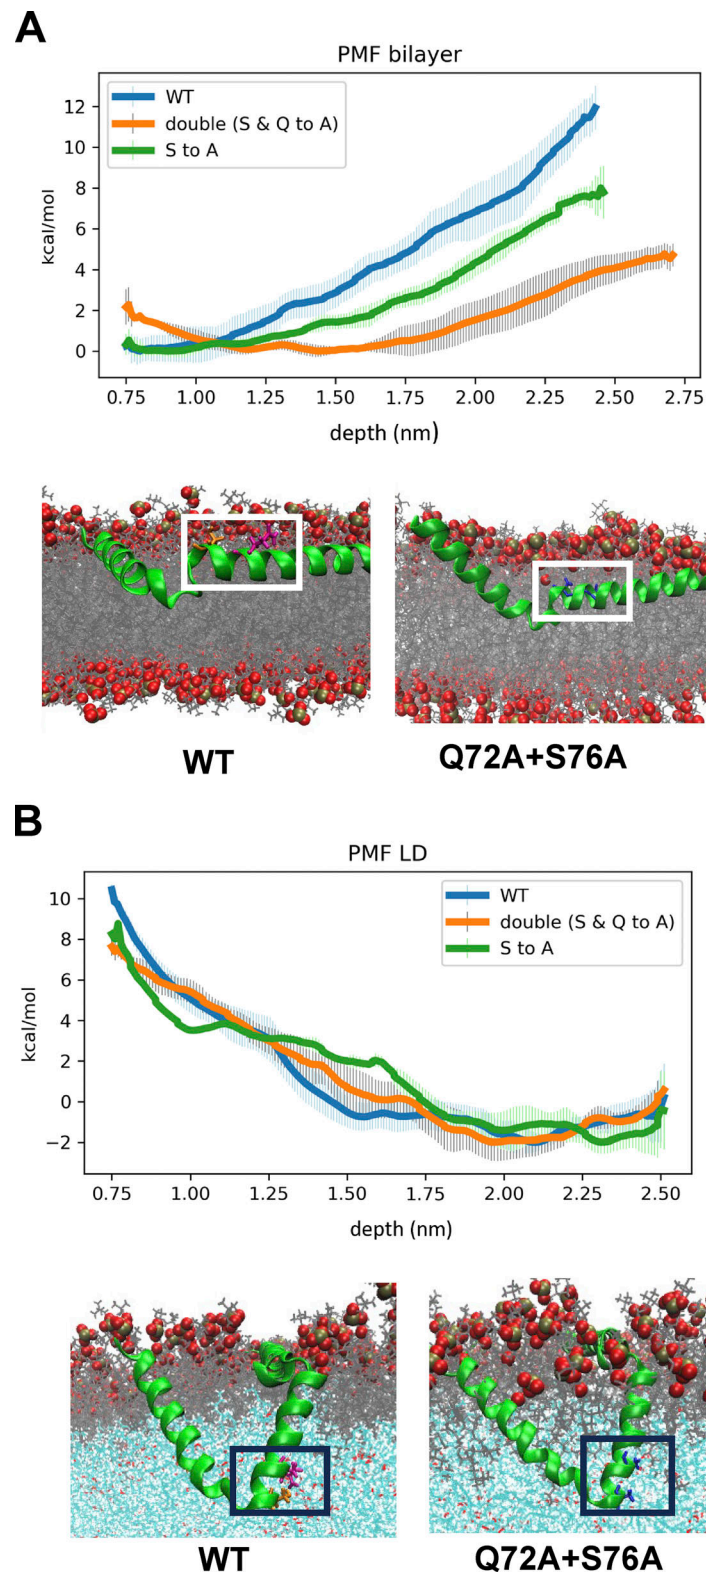 A
PMF bilayer
WT
double (S & Q to A)
S to A
12
10
8
6
4
2
0
kcal/mol
0.75 1.00 1.25 1.50 1.75 2.00 2.25 2.50 2.75
depth (nm)
WT Q72A+S76A
B
PMF LD
WT
double (S & Q to A)
S to A
10
8
6
4
2
0
−2
kcal/mol
0.75 1.00 1.25 1.50 1.75 2.00 2.25 2.50
depth (nm)
WT Q72A+S76A